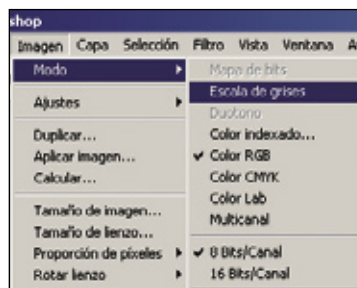 shop
Imagen Capa Selección Filtro Vista Ventana A
Modo
Ajustes
Duplicar...
Aplicar imagen...
Calcular...
Tamaño de imagen...
Tamaño de lienzo...
Proporción de píxeles
Rotar lienzo
Mapa de bits
Escala de grises
Duotono
Color indexado...
Color RGB
Color CMYK
Color Lab
Multicanal
8 Bits/Canal
16 Bits/Canal